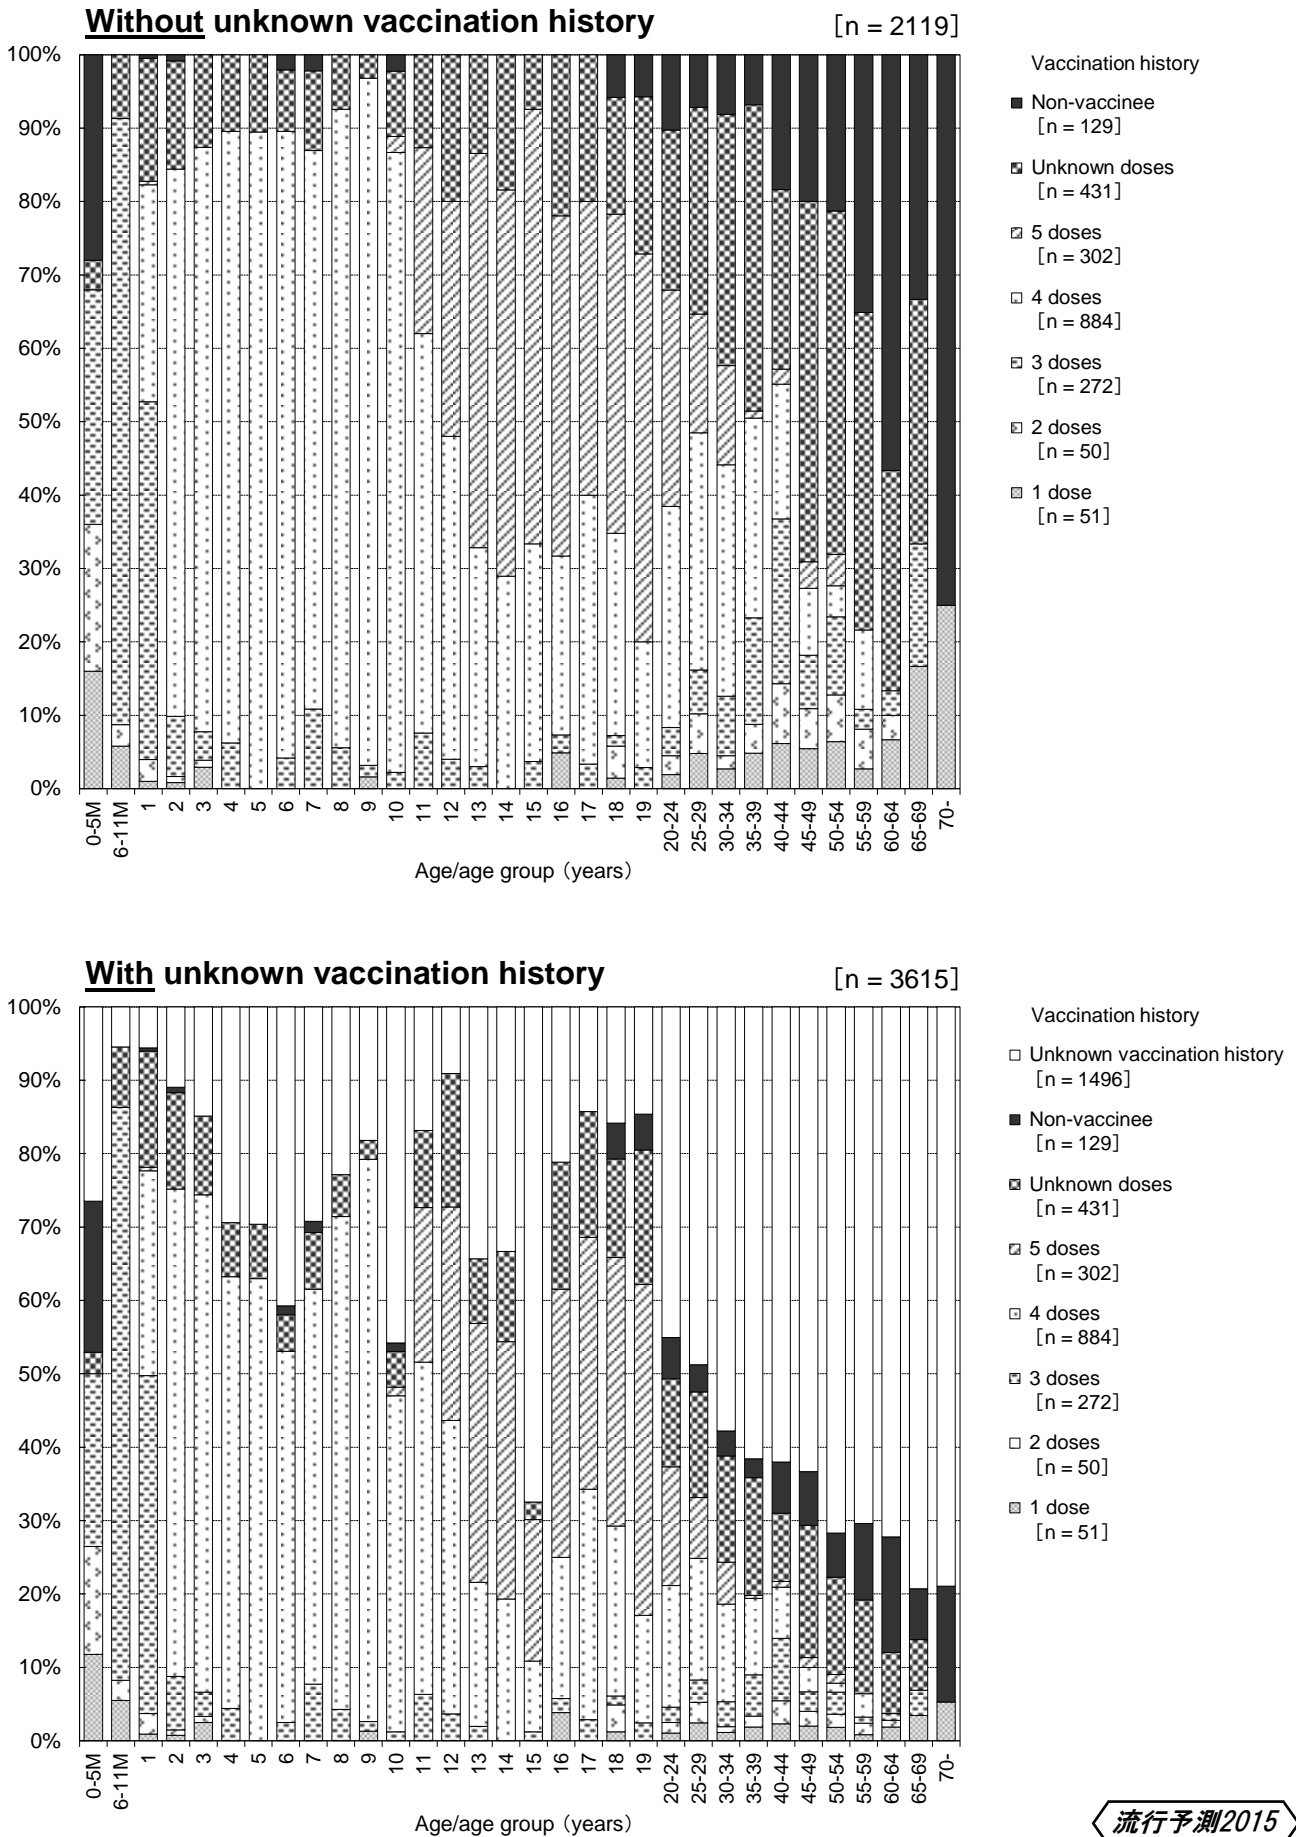 Without unknown vaccination history
[n = 2119]
100%
90%
80%
70%
60%
50%
40%
30%
20%
10%
0%
0-5M
6-11M
1
2
3
4
5
6
7
8
9
10
11
12
13
14
15
16
17
18
19
20-24
25-29
30-34
35-39
40-44
45-49
50-54
55-59
60-64
65-69
70-
Age/age group (years)
Vaccination history
Non-vaccinee
[n = 129]
Unknown doses
[n = 431]
5 doses
[n = 302]
4 doses
[n = 884]
3 doses
[n = 272]
2 doses
[n = 50]
1 dose
[n = 51]
With unknown vaccination history
[n = 3615]
100%
90%
80%
70%
60%
50%
40%
30%
20%
10%
0%
0-5M
6-11M
1
2
3
4
5
6
7
8
9
10
11
12
13
14
15
16
17
18
19
20-24
25-29
30-34
35-39
40-44
45-49
50-54
55-59
60-64
65-69
70-
Age/age group (years)
Vaccination history
Unknown vaccination history
[n = 1496]
Non-vaccinee
[n = 129]
Unknown doses
[n = 431]
5 doses
[n = 302]
4 doses
[n = 884]
3 doses
[n = 272]
2 doses
[n = 50]
1 dose
[n = 51]
流行予測2015